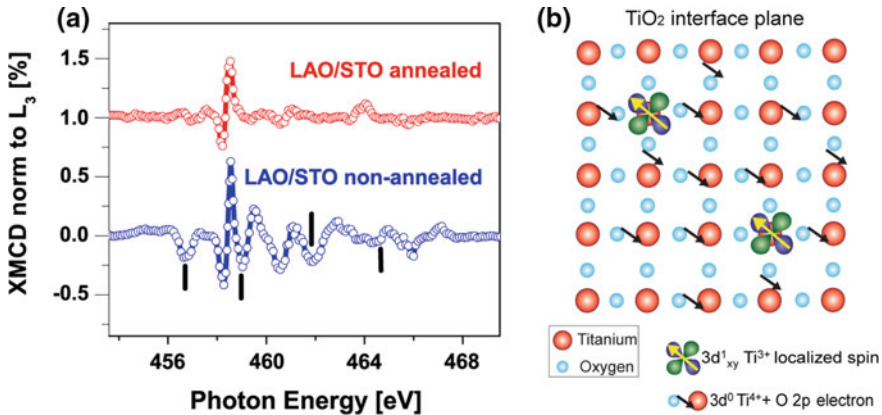 (a)
XMCD norm to L3 [%]
1.5
1.0
0.5
0.0
-0.5
LAO/STO annealed
LAO/STO non-annealed
456
460
464
468
Photon Energy [eV]
(b)
TiO2 interface plane
Titanium
Oxygen
3d¹xy Ti³⁺ localized spin
3d⁰ Ti⁴⁺+ O 2p electron